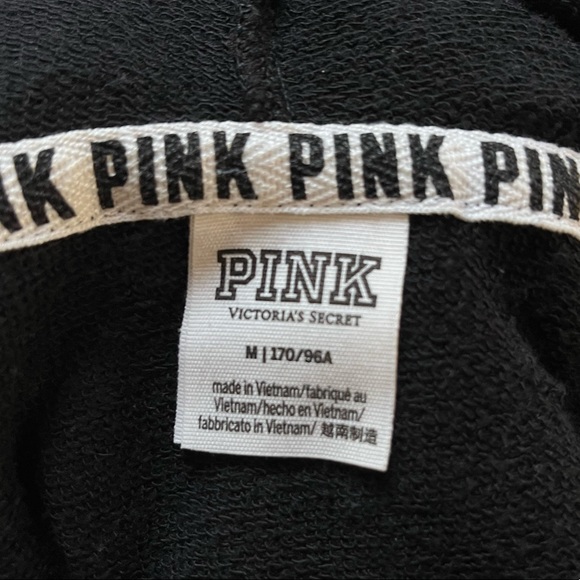 NK PINK PINK PIN
PINK
VICTORIA'S SECRET
M | 170/96A
made in Vietnam/fabriqué au
Vietnam/hecho en Vietnam/
fabbricato in Vietnam/ 越南制造